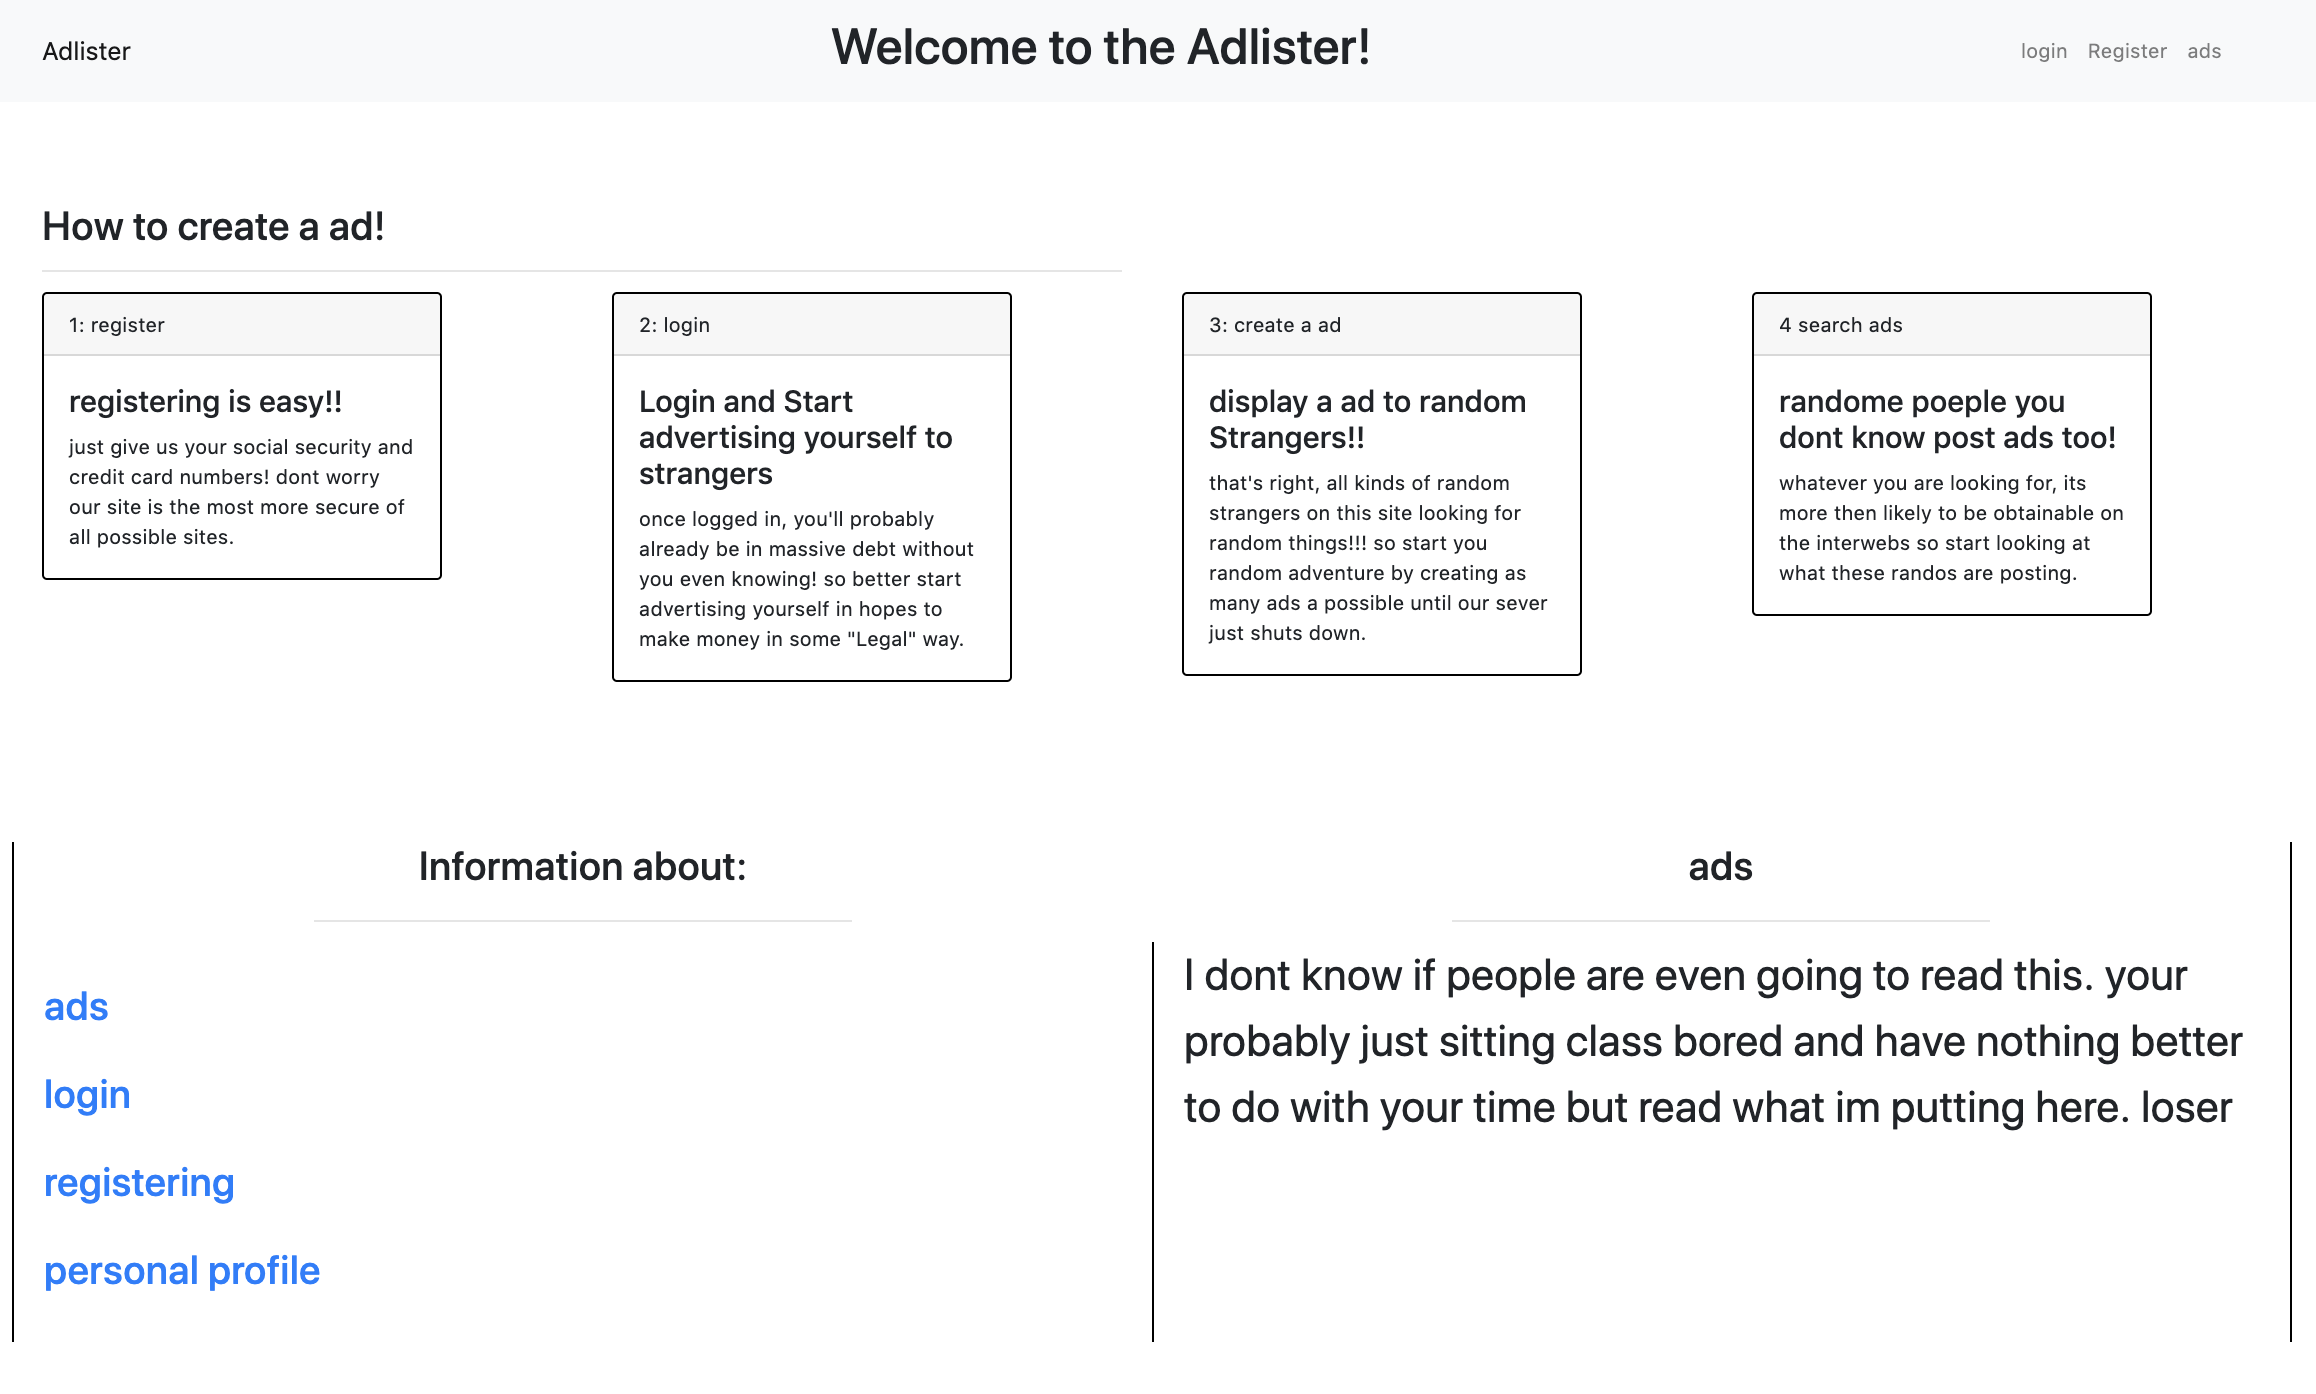 Adlister
Welcome to the Adlister!
login Register ads
How to create a ad!
1: register
registering is easy!!
just give us your social security and
credit card numbers! dont worry
our site is the most more secure of
all possible sites.
2: login
Login and Start
advertising yourself to
strangers
once logged in, you'll probably
already be in massive debt without
you even knowing! so better start
advertising yourself in hopes to
make money in some "Legal" way.
3: create a ad
display a ad to random
Strangers!!
that's right, all kinds of random
strangers on this site looking for
random things!!! so start you
random adventure by creating as
many ads a possible until our sever
just shuts down.
4 search ads
randome poeple you
dont know post ads too!
whatever you are looking for, its
more then likely to be obtainable on
the interwebs so start looking at
what these randos are posting.
Information about:
ads
login
registering
personal profile
ads
I dont know if people are even going to read this. your
probably just sitting class bored and have nothing better
to do with your time but read what im putting here. loser